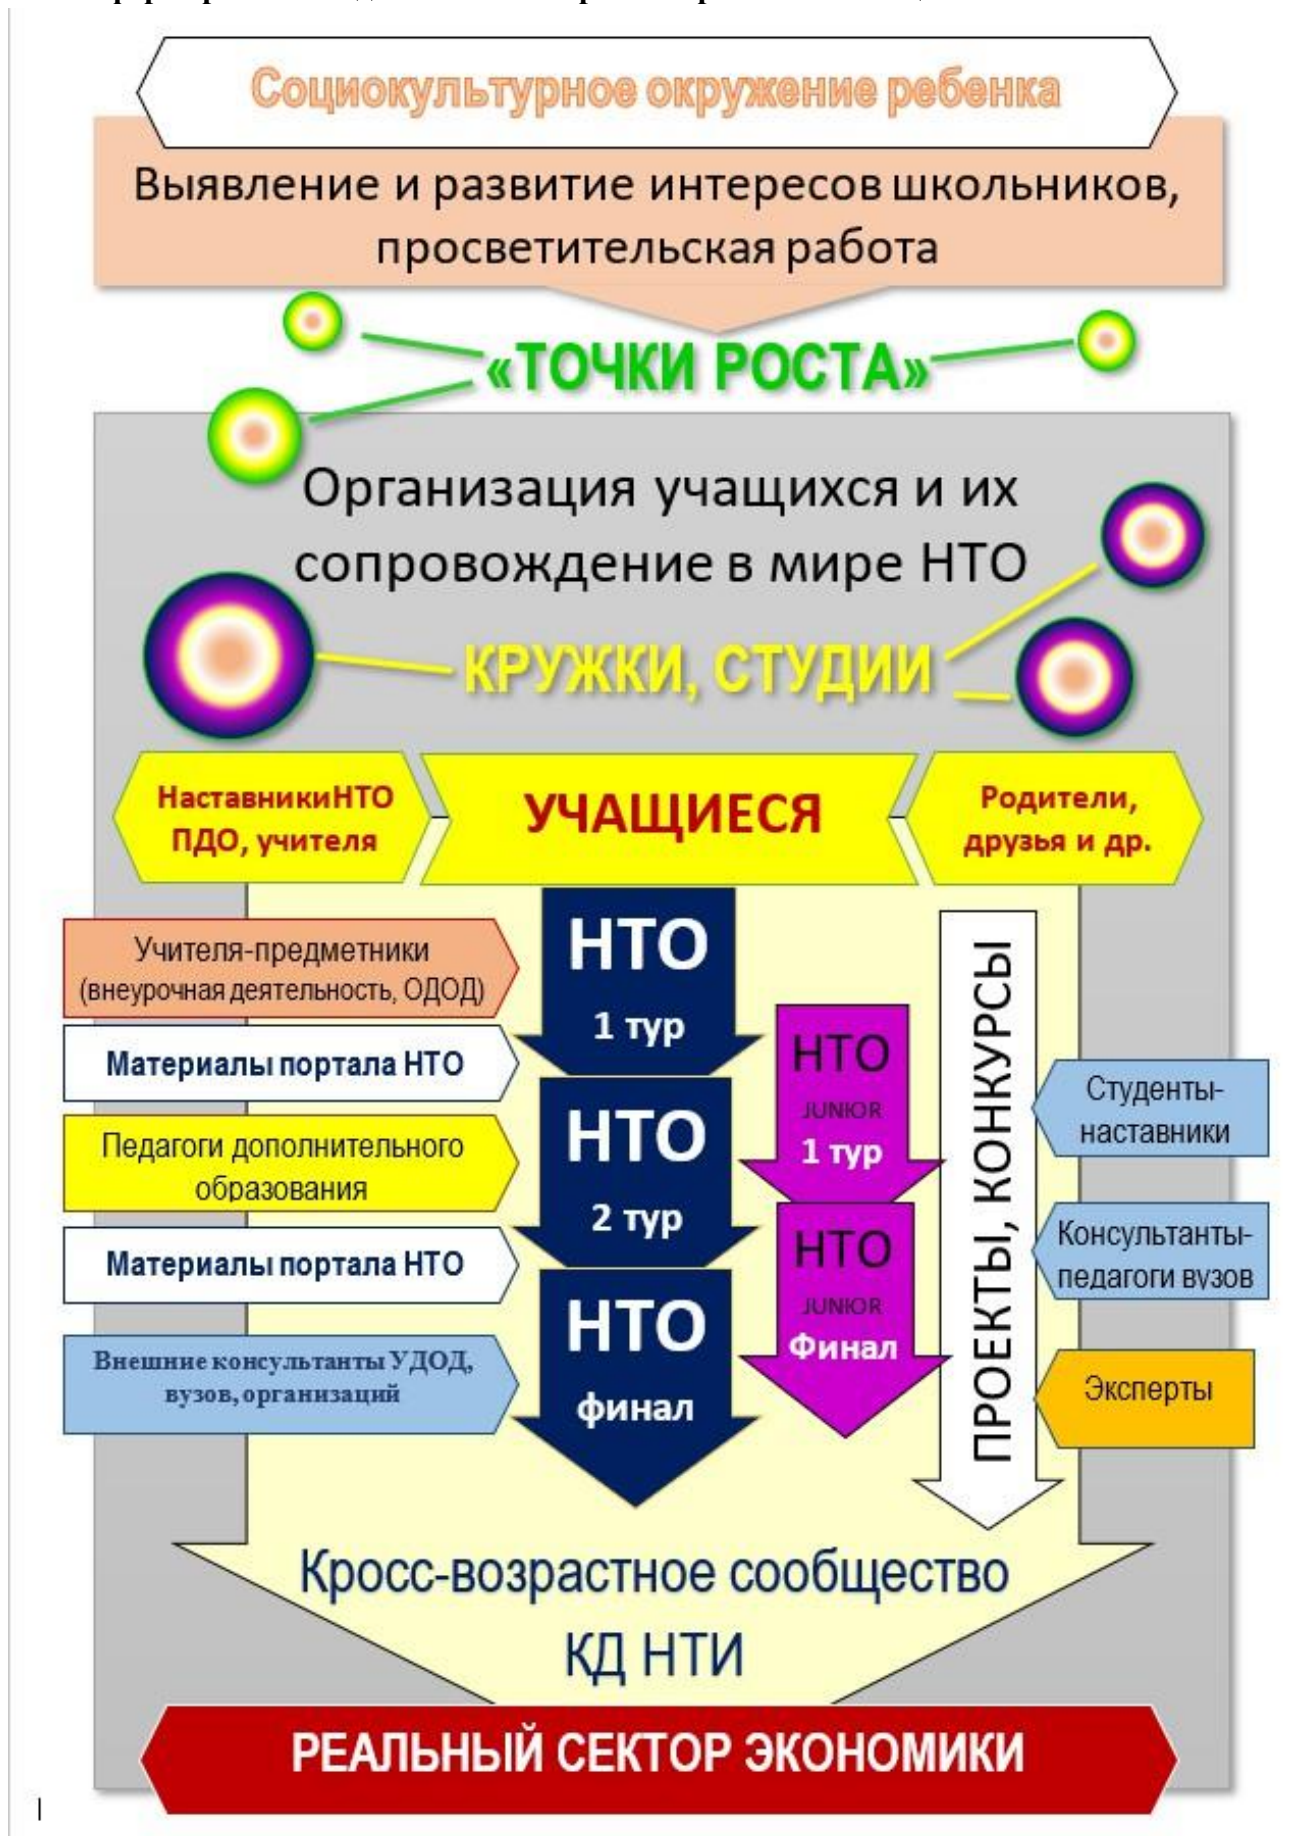 Социокультурное окружение ребенка
Выявление и развитие интересов школьников,
просветительская работа
«ТОЧКИ РОСТА»
Организация учащихся и их
сопровождение в мире НТО
КРУЖКИ, СТУДИИ
НаставникиНТО
ПДО, учителя
УЧАЩИЕСЯ
Родители,
друзья и др.
Учителя-предметники
(внеурочная деятельность, ОДОД)
Материалы портала НТО
Педагоги дополнительного
образования
Материалы портала НТО
Внешние консультанты УДОД,
вузов, организаций
НТО
1 тур
НТО
2 тур
НТО
финал
НТО
JUNIOR
1 тур
НТО
JUNIOR
Финал
ПРОЕКТЫ, КОНКУРСЫ
Студенты-
наставники
Консультанты-
педагоги вузов
Эксперты
Кросс-возрастное сообщество
КД НТИ
РЕАЛЬНЫЙ СЕКТОР ЭКОНОМИКИ